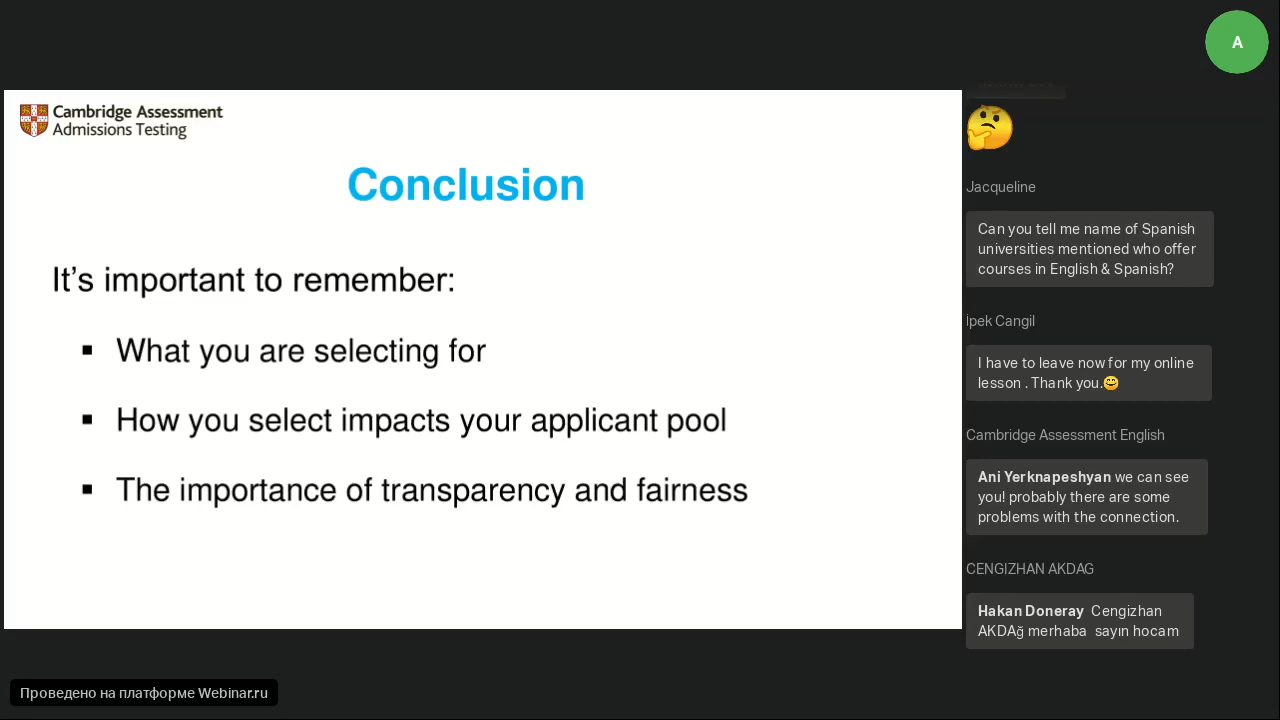 A
Cambridge Assessment
Admissions Testing
Conclusion
It's important to remember:
▪ What you are selecting for
▪ How you select impacts your applicant pool
▪ The importance of transparency and fairness
Jacqueline
Can you tell me name of Spanish
universities mentioned who offer
courses in English & Spanish?
İpek Cangil
I have to leave now for my online
lesson . Thank you.😊
Cambridge Assessment English
Ani Yerknapeshyan we can see
you! probably there are some
problems with the connection.
CENGIZHAN AKDAG
Hakan Doneray Cengizhan
AKDAğ merhaba sayın hocam
Проведено на платформе Webinar.ru